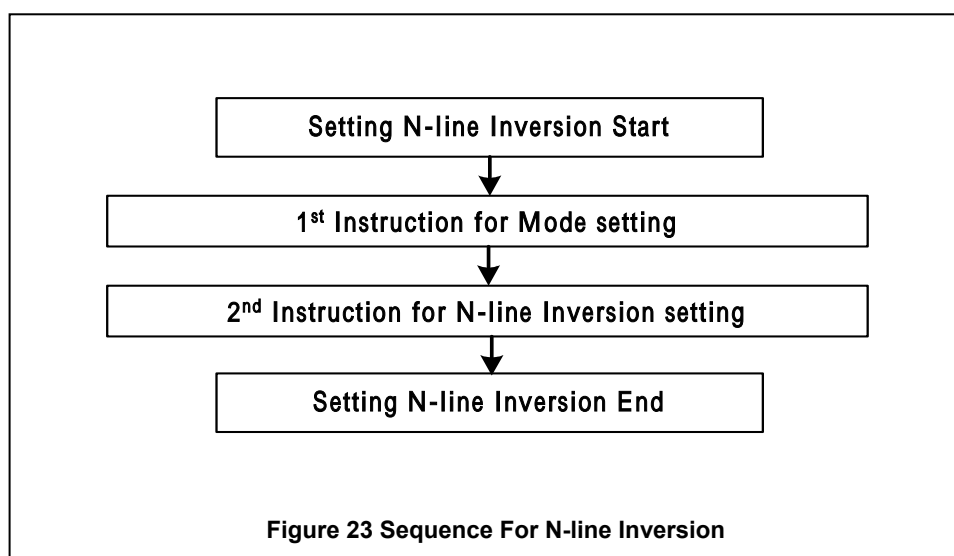 Setting N-line Inversion Start
1st Instruction for Mode setting
2nd Instruction for N-line Inversion setting
Setting N-line Inversion End
Figure 23 Sequence For N-line Inversion